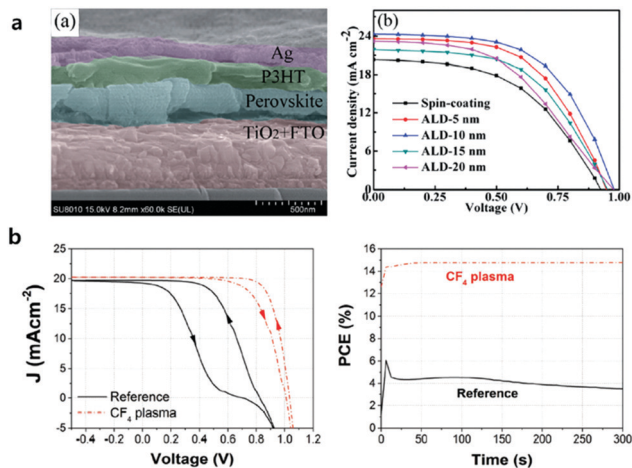 a
(a)
Ag
P3HT
Perovskite
TiO2+FTO
SU8010 15.0kV 8.2mm x60.0k SE(UL)
500nm
(b)
Current density (mA cm-2)
24
18
12
6
0
Spin-coating
ALD-5 nm
ALD-10 nm
ALD-15 nm
ALD-20 nm
0.00 0.25 0.50 0.75 1.00
Voltage (V)
b
J (mAcm-2)
25
20
15
10
5
0
-5
Reference
CF4 plasma
-0.4 -0.2 0.0 0.2 0.4 0.6 0.8 1.0 1.2
Voltage (V)
PCE (%)
16
14
12
10
8
6
4
2
0
CF4 plasma
Reference
0 50 100 150 200 250 300
Time (s)